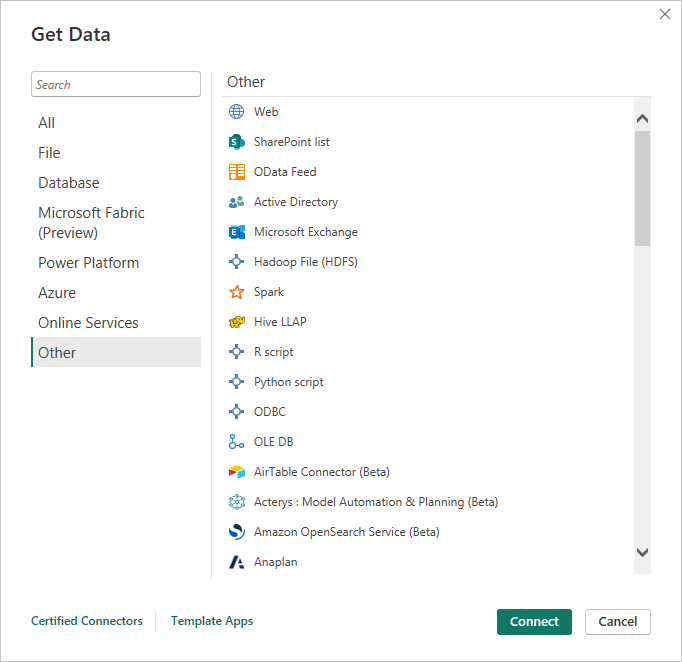 Get Data
Search
All
File
Database
Microsoft Fabric
(Preview)
Power Platform
Azure
Online Services
Other
Other
Web
SharePoint list
OData Feed
Active Directory
Microsoft Exchange
Hadoop File (HDFS)
Spark
Hive LLAP
R script
Python script
ODBC
OLE DB
AirTable Connector (Beta)
Acterys : Model Automation & Planning (Beta)
Amazon OpenSearch Service (Beta)
Anaplan
Certified Connectors
Template Apps
Connect
Cancel